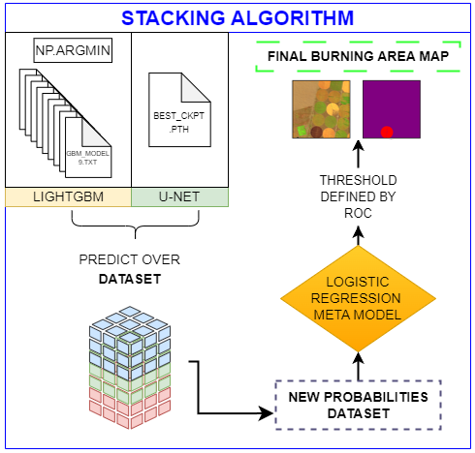 STACKING ALGORITHM
NP.ARGMIN
GBM_MODEL
9.TXT
LIGHTGBM
BEST_CKPT
.PTH
U-NET
PREDICT OVER
DATASET
FINAL BURNING AREA MAP
THRESHOLD
DEFINED BY
ROC
LOGISTIC
REGRESSION
META MODEL
NEW PROBABILITIES
DATASET